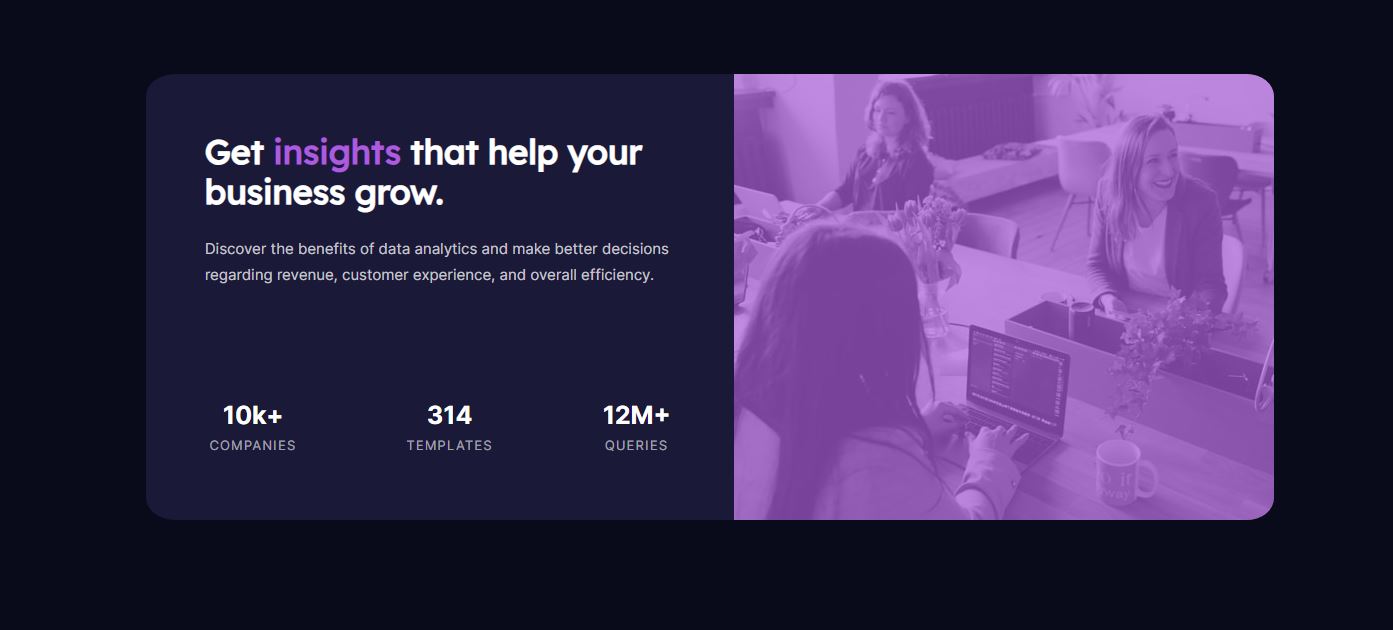 Get insights that help your
business grow.
Discover the benefits of data analytics and make better decisions
regarding revenue, customer experience, and overall efficiency.
10k+
COMPANIES
314
TEMPLATES
12M+
QUERIES